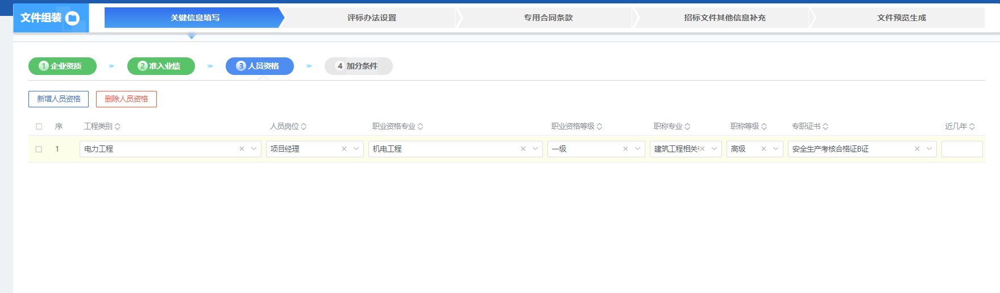 文件组装
关键信息填写
评标办法设置
专用合同条款
招标文件其他信息补充
文件预览生成
1 企业资质
2 准入业绩
3 人员资格
4 加分条件
新增人员资格
删除人员资格
序 工程类别 人员岗位 职业资格专业 职业资格等级 职称专业 职称等级 专职证书 近几年
1 电力工程 项目经理 机电工程 一级 建筑工程相关 高级 安全生产考核合格证B证